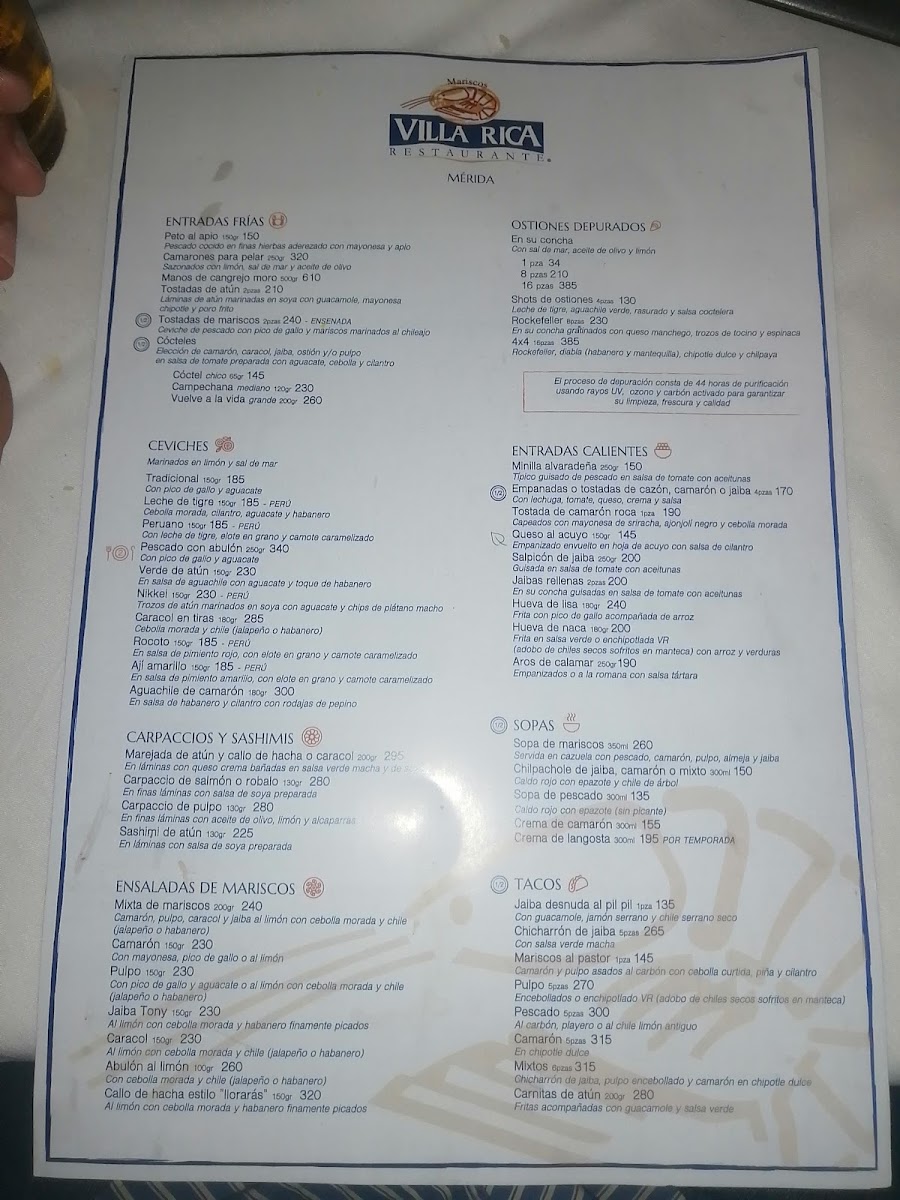 Mariscos
VILLA RICA
RESTAURANTE®
MÉRIDA
ENTRADAS FRÍAS
Peto al apio 150gr 150
Pescado cocido en finas hierbas aderezado con mayonesa y apio
Camarones para pelar 250gr 320
Sazonados con limón, sal de mar y aceite de olivo
Manos de cangrejo moro 500gr 610
Tostadas de atún 2pzas 210
Láminas de atún marinadas en soya con guacamole, mayonesa
chipotle y poro frito
1/2 Tostadas de mariscos 2pzas 240 - ENSENADA
Ceviche de pescado con pico de gallo y mariscos marinados al chileajo
1/2 Cócteles
Elección de camarón, caracol, jaiba, ostión y/o pulpo
en salsa de tomate preparada con aguacate, cebolla y cilantro
Cóctel chico 65gr 145
Campechana mediano 120gr 230
Vuelve a la vida grande 200gr 260
CEVICHES
Marinados en limón y sal de mar
Tradicional 150gr 185
Con pico de gallo y aguacate
Leche de tigre 150gr 185 - PERÚ
Cebolla morada, cilantro, aguacate y habanero
Peruano 150gr 185 - PERÚ
Con leche de tigre, elote en grano y camote caramelizado
Pescado con abulón 250gr 340
Con pico de gallo y aguacate
Verde de atún 150gr 230
En salsa de aguachile con aguacate y toque de habanero
Nikkei 150gr 230 - PERÚ
Trozos de atún marinados en soya con aguacate y chips de plátano macho
Caracol en tiras 180gr 285
Cebolla morada y chile (jalapeño o habanero)
Rocoto 150gr 185 - PERÚ
En salsa de pimiento rojo, con elote en grano y camote caramelizado
Ají amarillo 150gr 185 - PERÚ
En salsa de pimiento amarillo, con elote en grano y camote caramelizado
Aguachile de camarón 180gr 300
En salsa de habanero y cilantro con rodajas de pepino
CARPACCIOS Y SASHIMIS
Marejada de atún y callo de hacha o caracol 200gr 295
En láminas con queso crema bañadas en salsa verde macha y de
Carpaccio de salmón o robalo 130gr 280
En finas láminas con salsa de soya preparada
Carpaccio de pulpo 130gr 280
En finas láminas con aceite de olivo, limón y alcaparras
Sashimi de atún 130gr 225
En láminas con salsa de soya preparada
ENSALADAS DE MARISCOS
Mixta de mariscos 200gr 240
Camarón, pulpo, caracol y jaiba al limón con cebolla morada y chile
(jalapeño o habanero)
Camarón 150gr 230
Con mayonesa, pico de gallo o al limón
Pulpo 150gr 230
Con pico de gallo y aguacate o al limón con cebolla morada y chile
(jalapeño o habanero)
Jaiba Tony 150gr 230
Al limón con cebolla morada y habanero finamente picados
Caracol 150gr 230
Al limón con cebolla morada y chile (jalapeño o habanero)
Abulón al limón 100gr 260
Con cebolla morada y chile (jalapeño o habanero)
Callo de hacha estilo "llorarás" 150gr 320
Al limón con cebolla morada y habanero finamente picados
OSTIONES DEPURADOS
En su concha
Con sal de mar, aceite de olivo y limón
1 pza 34
8 pzas 210
16 pzas 385
Shots de ostiones 4pzas 130
Leche de tigre, aguachile verde, rasurado y salsa coctelera
Rockefeller 8pzas 230
En su concha gratinados con queso manchego, trozos de tocino y espinaca
4x4 16pzas 385
Rockefeller, diabla (habanero y mantequilla), chipotle dulce y chilpaya
El proceso de depuración consta de 44 horas de purificación
usando rayos UV, ozono y carbón activado para garantizar
su limpieza, frescura y calidad
ENTRADAS CALIENTES
Minilla alvaradeña 250gr 150
Típico guisado de pescado en salsa de tomate con aceitunas
1/2 Empanadas o tostadas de cazón, camarón o jaiba 4pzas 170
Con lechuga, tomate, queso, crema y salsa
Tostada de camarón roca 1pza 190
Capeados con mayonesa de sriracha, ajonjolí negro y cebolla morada
Queso al acuyo 150gr 145
Empanizado envuelto en hoja de acuyo con salsa de cilantro
Salpicón de jaiba 250gr 200
Guisada en salsa de tomate con aceitunas
Jaibas rellenas 2pzas 200
En su concha guisadas en salsa de tomate con aceitunas
Hueva de lisa 180gr 240
Frita con pico de gallo acompañada de arroz
Hueva de naca 180gr 200
Frita en salsa verde o enchipotlada VR
(adobo de chiles secos sofritos en manteca) con arroz y verduras
Aros de calamar 250gr 190
Empanizados o a la romana con salsa tártara
1/2 SOPAS
Sopa de mariscos 350ml 260
Servida en cazuela con pescado, camarón, pulpo, almeja y jaiba
Chilpachole de jaiba, camarón o mixto 300ml 150
Caldo rojo con epazote y chile de árbol
Sopa de pescado 300ml 135
Caldo rojo con epazote (sin picante)
Crema de camarón 300ml 155
Crema de langosta 300ml 195 POR TEMPORADA
1/2 TACOS
Jaiba desnuda al pil pil 1pza 135
Con guacamole, jamón serrano y chile serrano seco
Chicharrón de jaiba 5pzas 265
Con salsa verde macha
Mariscos al pastor 1pza 145
Camarón y pulpo asados al carbón con cebolla curtida, piña y cilantro
Pulpo 5pzas 270
Encebollados o enchipotlado VR (adobo de chiles secos sofritos en manteca)
Pescado 5pzas 300
Al carbón, playero o al chile limón antiguo
Camarón 5pzas 315
En chipotle dulce
Mixtos 6pzas 315
Chicharrón de jaiba, pulpo encebollado y camarón en chipotle dulce
Carnitas de atún 200gr 280
Fritas acompañadas con guacamole y salsa verde